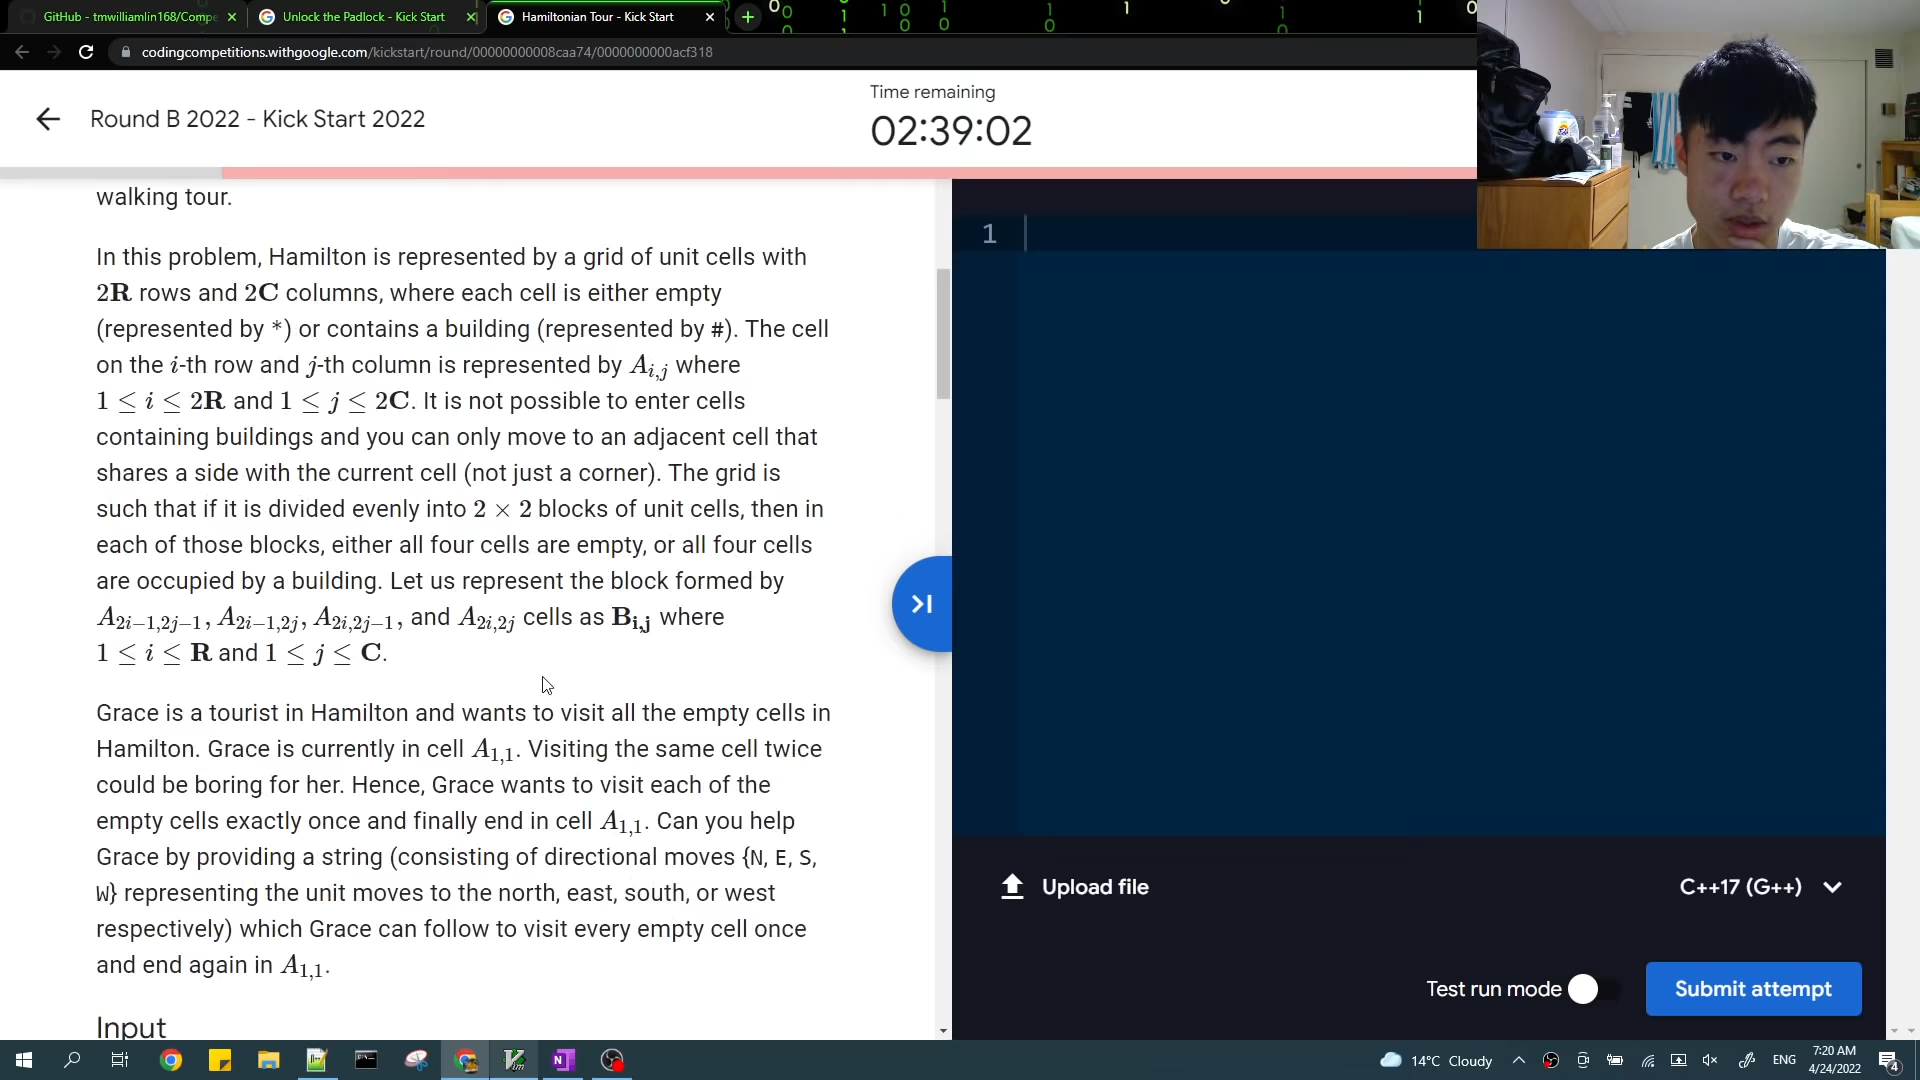 GitHub - tmwilliamlin168/Compe
Unlock the Padlock - Kick Start
Hamiltonian Tour - Kick Start
codingcompetitions.withgoogle.com/kickstart/round/00000000008caa74/0000000000acf318
Round B 2022 - Kick Start 2022
Time remaining
02:39:02
walking tour.
In this problem, Hamilton is represented by a grid of unit cells with
2R rows and 2C columns, where each cell is either empty
(represented by *) or contains a building (represented by #). The cell
on the i-th row and j-th column is represented by A_{i,j} where
1 ≤ i ≤ 2R and 1 ≤ j ≤ 2C. It is not possible to enter cells
containing buildings and you can only move to an adjacent cell that
shares a side with the current cell (not just a corner). The grid is
such that if it is divided evenly into 2 × 2 blocks of unit cells, then in
each of those blocks, either all four cells are empty, or all four cells
are occupied by a building. Let us represent the block formed by
A_{2i−1,2j−1}, A_{2i−1,2j}, A_{2i,2j−1}, and A_{2i,2j} cells as B_{i,j} where
1 ≤ i ≤ R and 1 ≤ j ≤ C.
Grace is a tourist in Hamilton and wants to visit all the empty cells in
Hamilton. Grace is currently in cell A_{1,1}. Visiting the same cell twice
could be boring for her. Hence, Grace wants to visit each of the
empty cells exactly once and finally end in cell A_{1,1}. Can you help
Grace by providing a string (consisting of directional moves {N, E, S,
W} representing the unit moves to the north, east, south, or west
respectively) which Grace can follow to visit every empty cell once
and end again in A_{1,1}.
Input
1
Upload file
C++17 (G++)
Test run mode
Submit attempt
14°C Cloudy
ENG
7:20 AM
4/24/2022
4